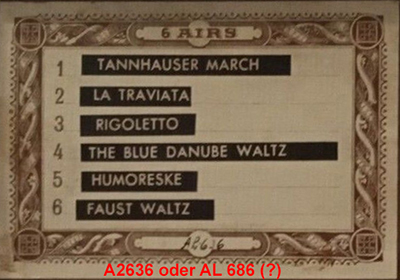 6 AIRS
1 TANNHAUSER MARCH
2 LA TRAVIATA
3 RIGOLETTO
4 THE BLUE DANUBE WALTZ
5 HUMORESKE
6 FAUST WALTZ
A2636 oder AL 686 (?)